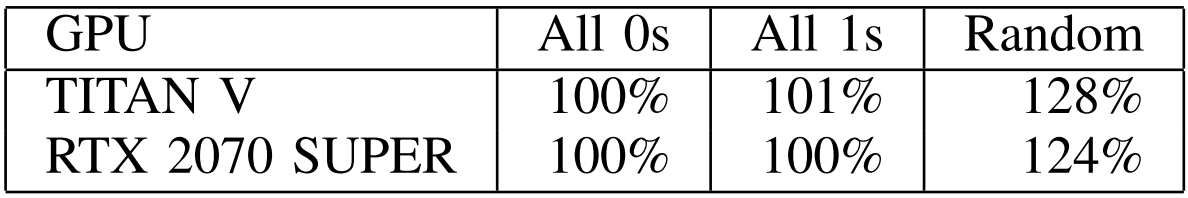 GPU All 0s All 1s Random
TITAN V 100% 101% 128%
RTX 2070 SUPER 100% 100% 124%